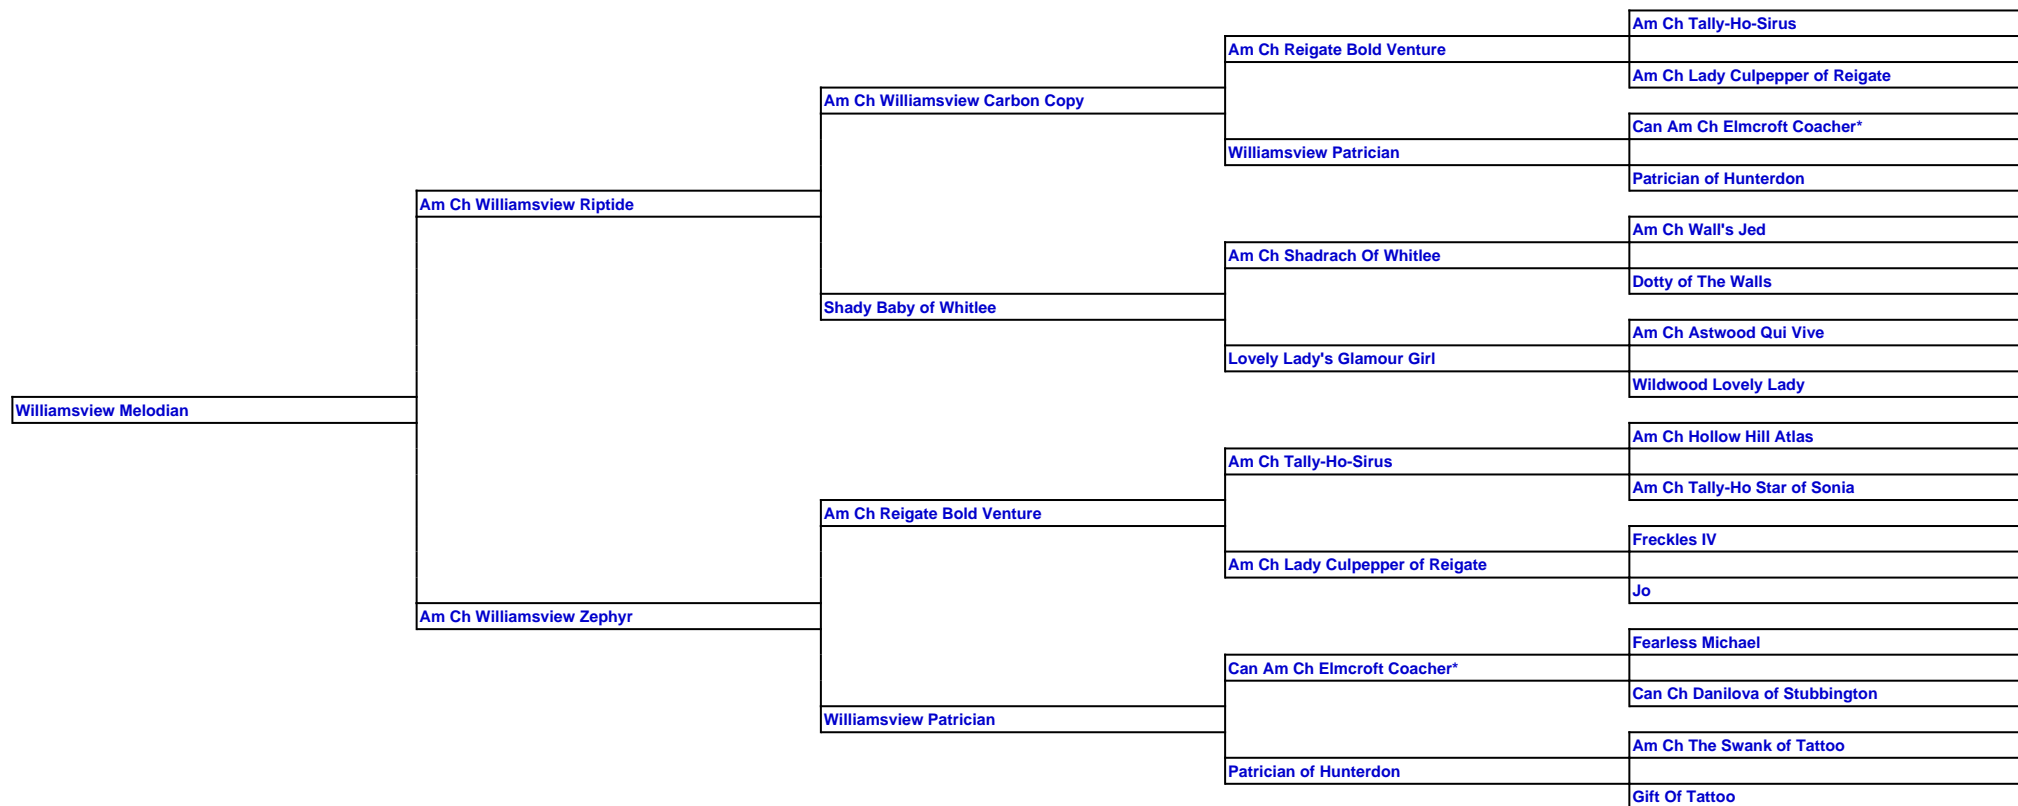 Am Ch Tally-Ho-Sirus
Am Ch Reigate Bold Venture
Am Ch Lady Culpepper of Reigate
Am Ch Williamsview Carbon Copy
Can Am Ch Elmcroft Coacher*
Williamsview Patrician
Patrician of Hunterdon
Am Ch Williamsview Riptide
Am Ch Wall's Jed
Am Ch Shadrach Of Whitlee
Dotty of The Walls
Shady Baby of Whitlee
Am Ch Astwood Qui Vive
Lovely Lady's Glamour Girl
Wildwood Lovely Lady
Williamsview Melodian
Am Ch Hollow Hill Atlas
Am Ch Tally-Ho-Sirus
Am Ch Tally-Ho Star of Sonia
Am Ch Reigate Bold Venture
Freckles IV
Am Ch Lady Culpepper of Reigate
Jo
Am Ch Williamsview Zephyr
Fearless Michael
Can Am Ch Elmcroft Coacher*
Can Ch Danilova of Stubbington
Williamsview Patrician
Am Ch The Swank of Tattoo
Patrician of Hunterdon
Gift Of Tattoo